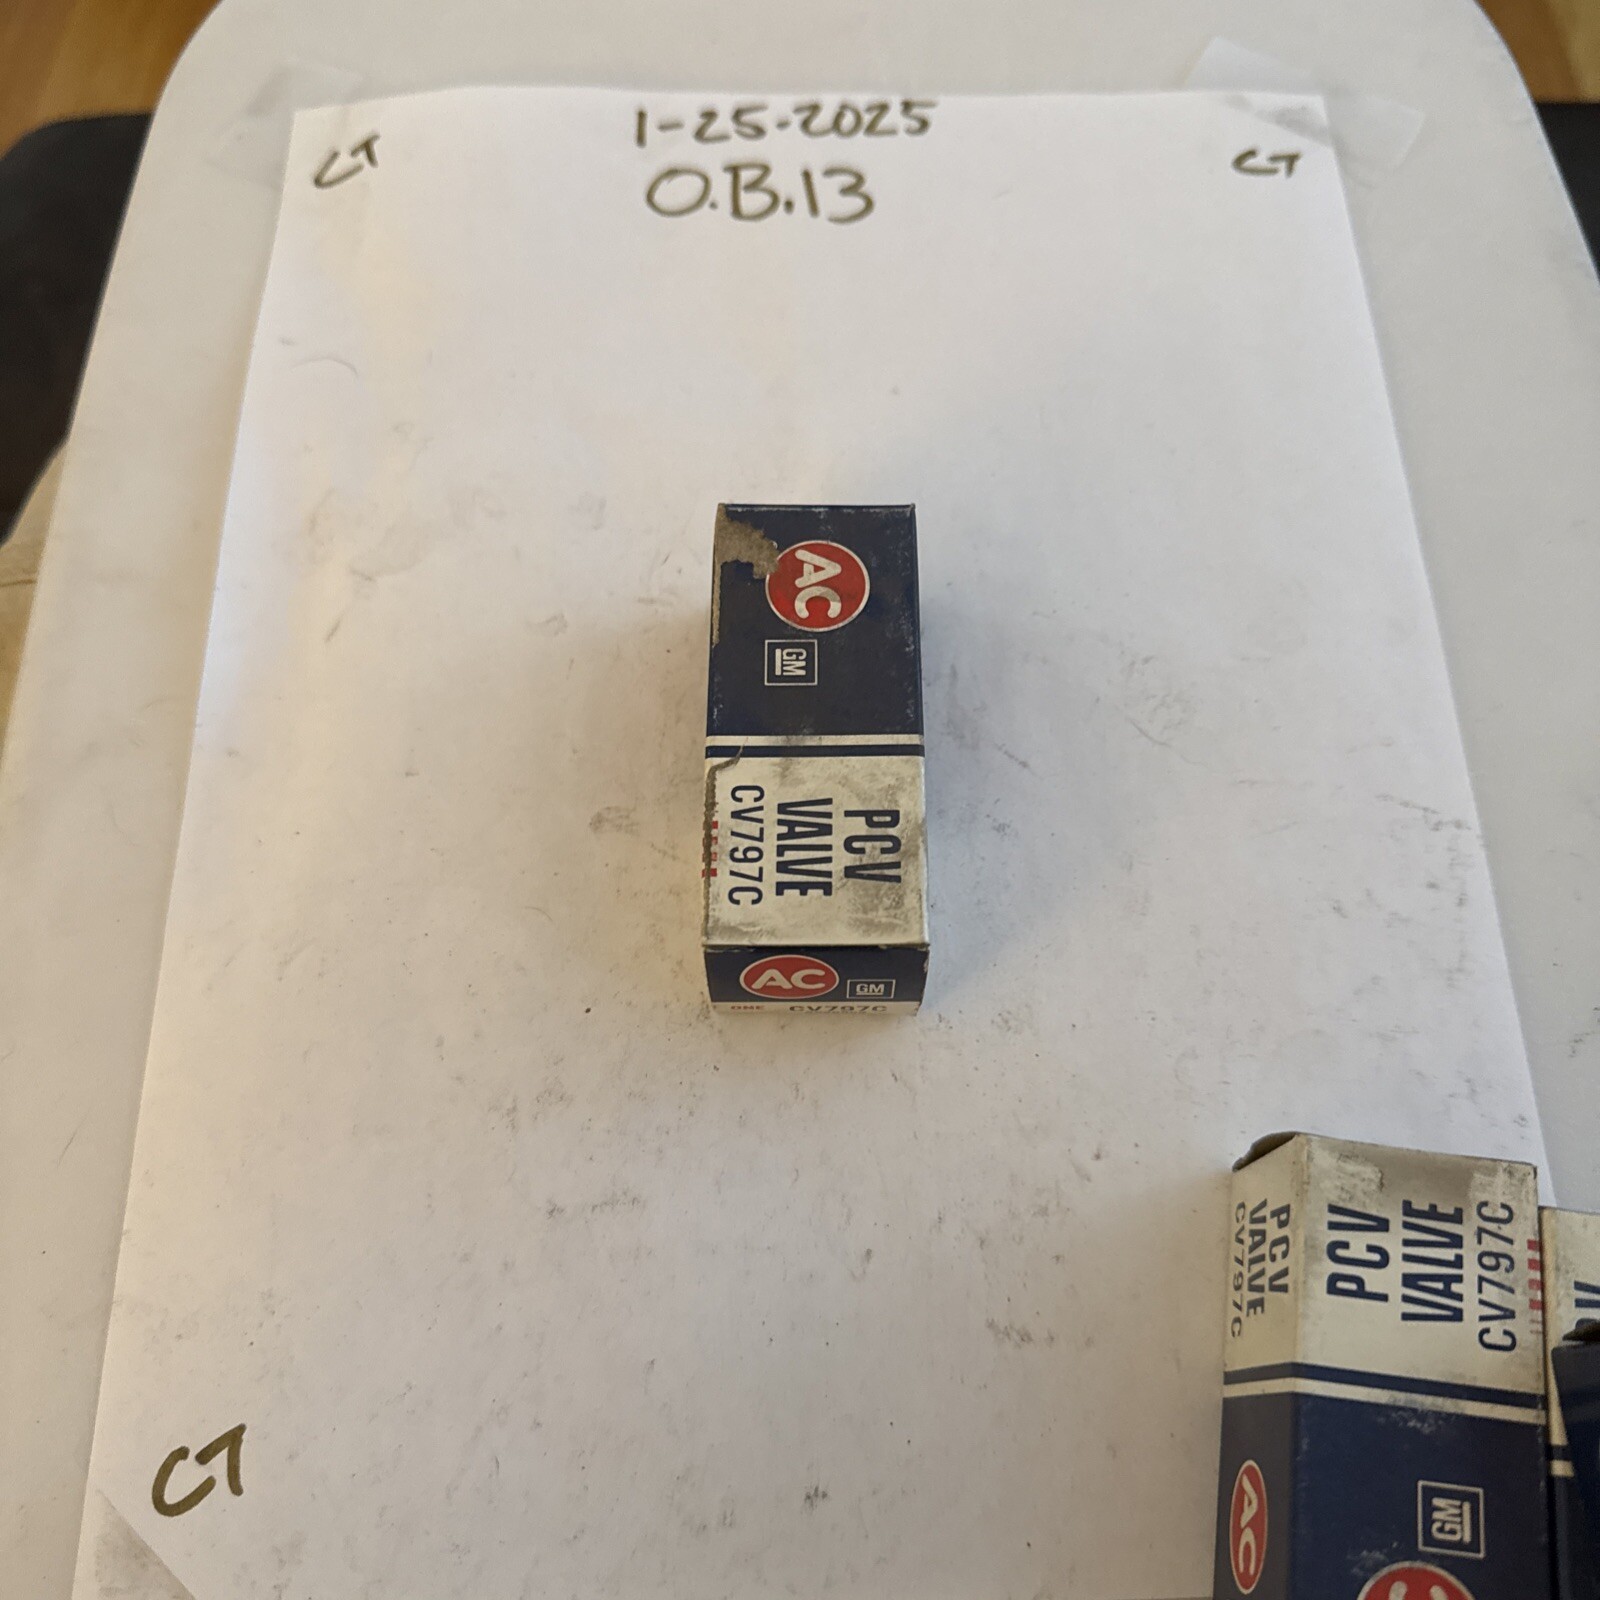 1-25-2025
O.B.13
CT
CT
AC
GM
PCV
VALVE
CV797C
AC GM
ONE CV797C
PCV
VALVE
CV797C
PCV
VALVE
CV797C
AC
GM
CT